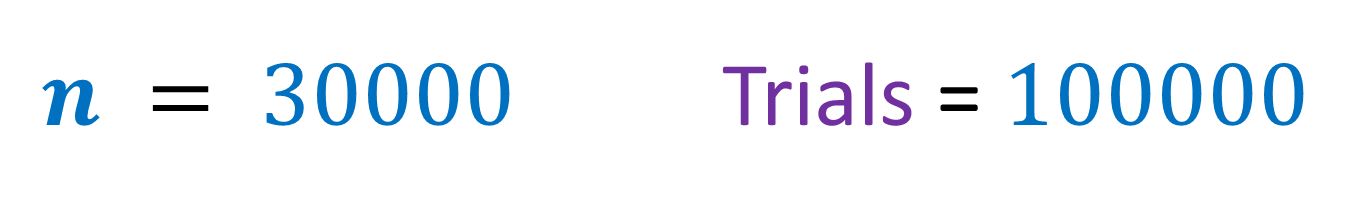 n = 30000 Trials = 100000